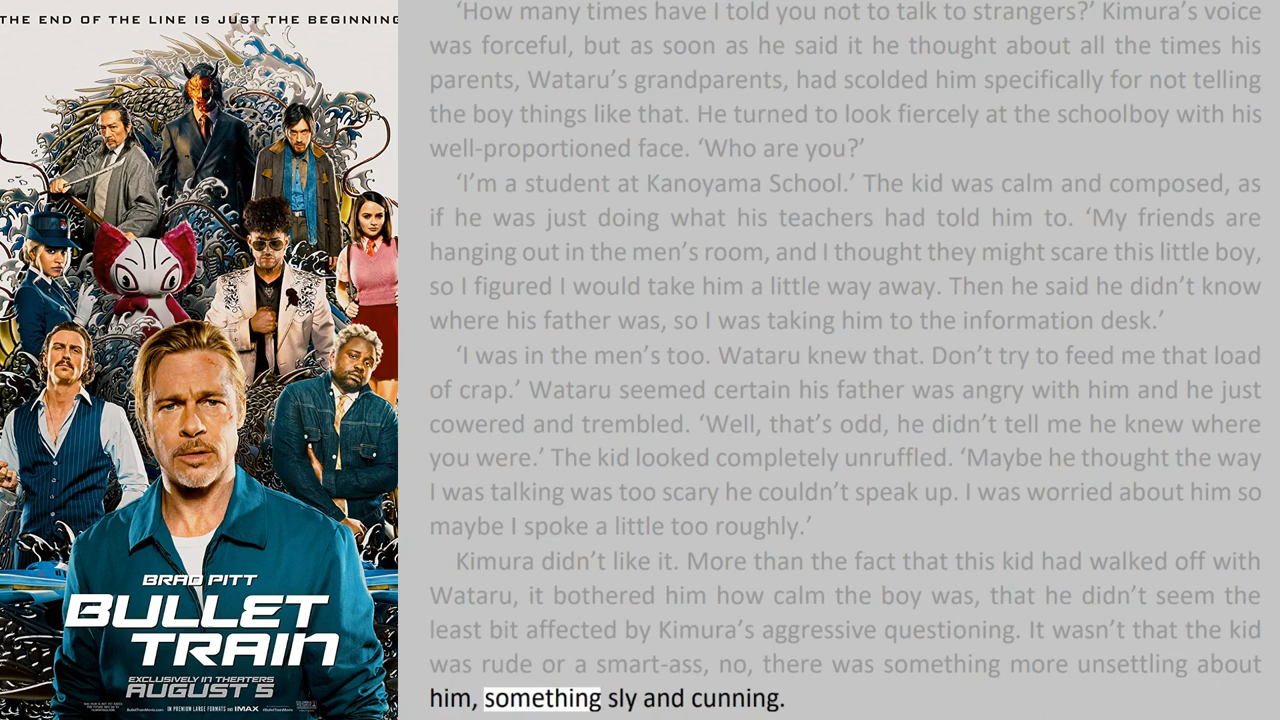 THE END OF THE LINE IS JUST THE BEGINNING
BRAD PITT
BULLET
TRAIN
EXCLUSIVELY IN THEATERS
AUGUST 5
IN PREMIUM LARGE FORMATS AND IMAX
‘How many times have I told you not to talk to strangers?’ Kimura’s voice
was forceful, but as soon as he said it he thought about all the times his
parents, Wataru’s grandparents, had scolded him specifically for not telling
the boy things like that. He turned to look fiercely at the schoolboy with his
well-proportioned face. ‘Who are you?’
‘I’m a student at Kanoyama School.’ The kid was calm and composed, as
if he was just doing what his teachers had told him to. ‘My friends are
hanging out in the men’s room, and I thought they might scare this little boy,
so I figured I would take him a little way away. Then he said he didn’t know
where his father was, so I was taking him to the information desk.’
‘I was in the men’s too. Wataru knew that. Don’t try to feed me that load
of crap.’ Wataru seemed certain his father was angry with him and he just
cowered and trembled. ‘Well, that’s odd, he didn’t tell me he knew where
you were.’ The kid looked completely unruffled. ‘Maybe he thought the way
I was talking was too scary he couldn’t speak up. I was worried about him so
maybe I spoke a little too roughly.’
Kimura didn’t like it. More than the fact that this kid had walked off with
Wataru, it bothered him how calm the boy was, that he didn’t seem the
least bit affected by Kimura’s aggressive questioning. It wasn’t that the kid
was rude or a smart-ass, no, there was something more unsettling about
him, something sly and cunning.